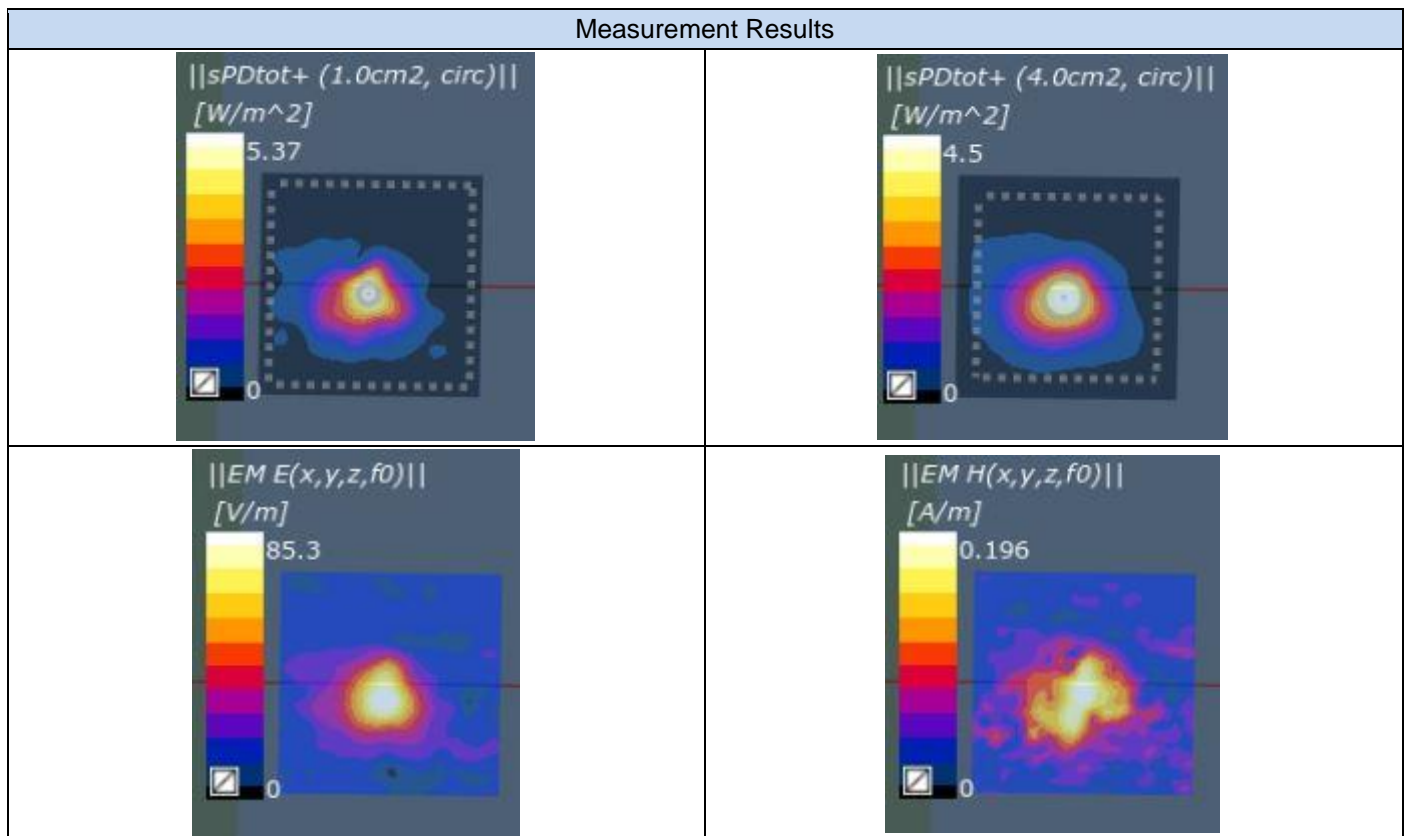 Measurement Results
||sPDtot+ (1.0cm2, circ)||
[W/m^2]
5.37
0
||sPDtot+ (4.0cm2, circ)||
[W/m^2]
4.5
0
||EM E(x,y,z,f0)||
[V/m]
85.3
0
||EM H(x,y,z,f0)||
[A/m]
0.196
0